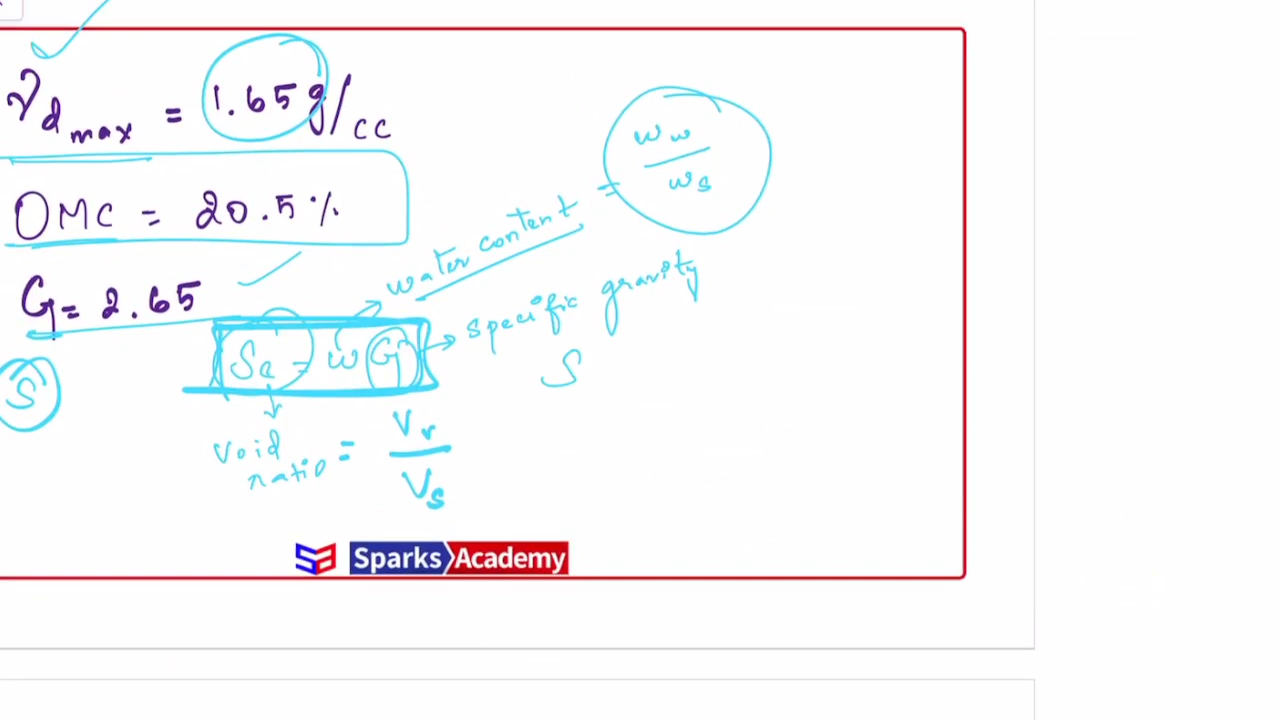 γd max = 1.65 g/cc
OMC = 20.5 %
G = 2.65
Se = wG
S
water content = Ww/Ws
specific gravity
S
void ratio = Vv/Vs
Sparks Academy